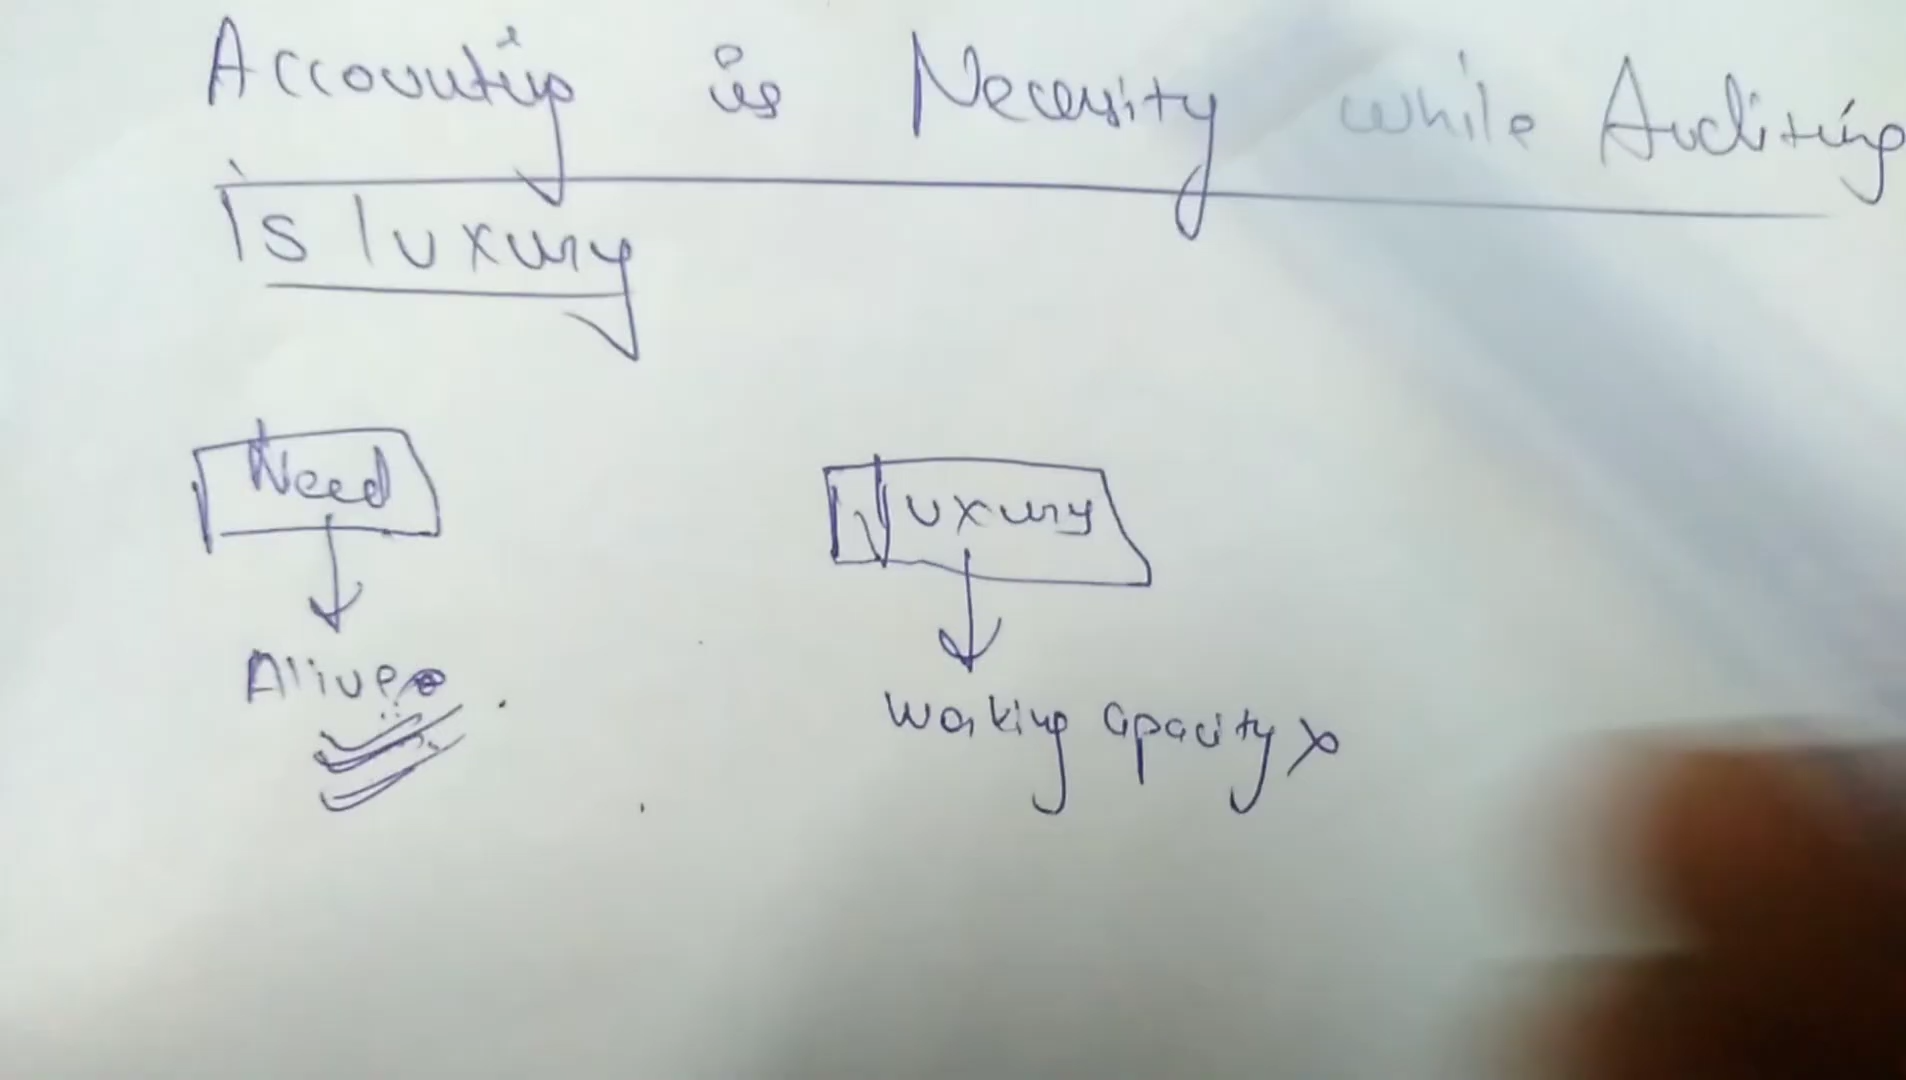 Accounting is Necessity while Auditing
Is luxury
Need
Luxury
Alive
Working capacity